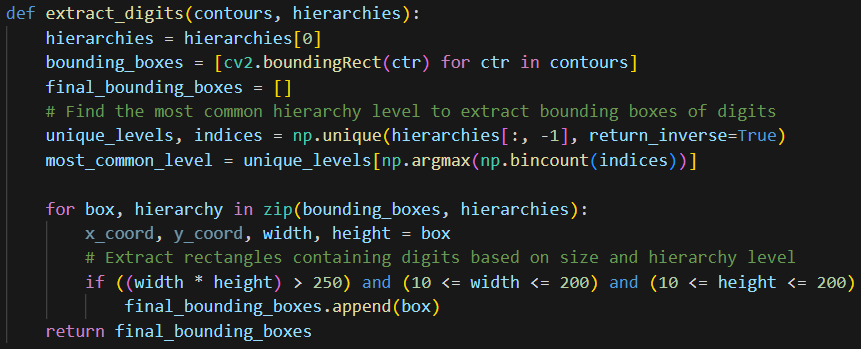 def extract_digits(contours, hierarchies):
    hierarchies = hierarchies[0]
    bounding_boxes = [cv2.boundingRect(ctr) for ctr in contours]
    final_bounding_boxes = []
    # Find the most common hierarchy level to extract bounding boxes of digits
    unique_levels, indices = np.unique(hierarchies[:, -1], return_inverse=True)
    most_common_level = unique_levels[np.argmax(np.bincount(indices))]

    for box, hierarchy in zip(bounding_boxes, hierarchies):
        x_coord, y_coord, width, height = box
        # Extract rectangles containing digits based on size and hierarchy level
        if ((width * height) > 250) and (10 <= width <= 200) and (10 <= height <= 200)
            final_bounding_boxes.append(box)
    return final_bounding_boxes